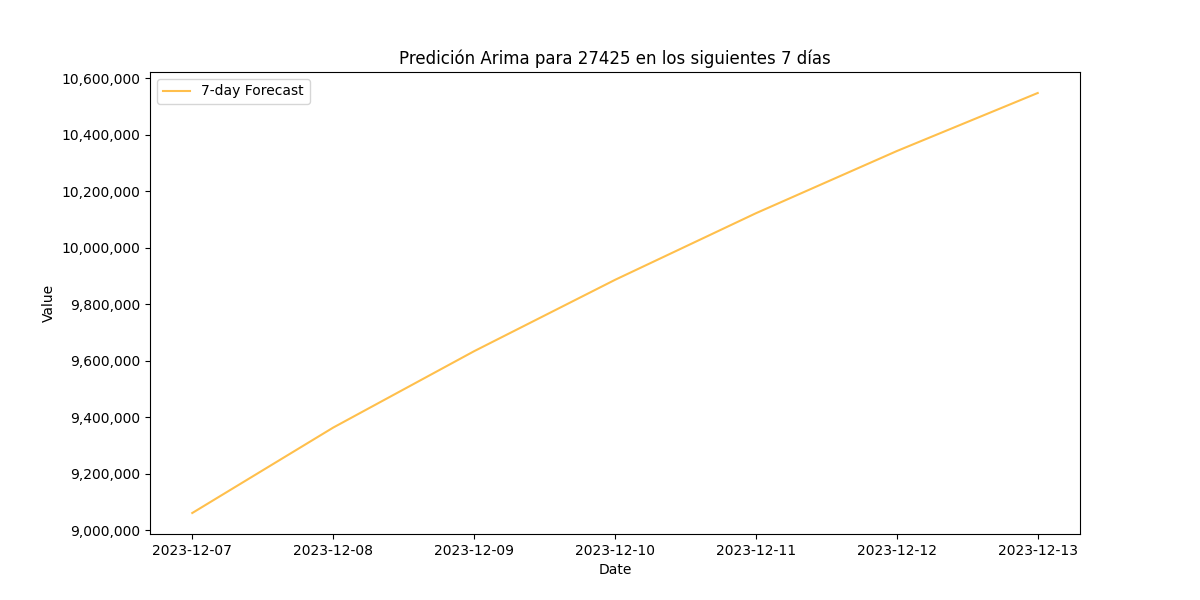 Predición Arima para 27425 en los siguientes 7 días
7-day Forecast
10,600,000
10,400,000
10,200,000
10,000,000
9,800,000
9,600,000
9,400,000
9,200,000
9,000,000
Value
2023-12-07 2023-12-08 2023-12-09 2023-12-10 2023-12-11 2023-12-12 2023-12-13
Date